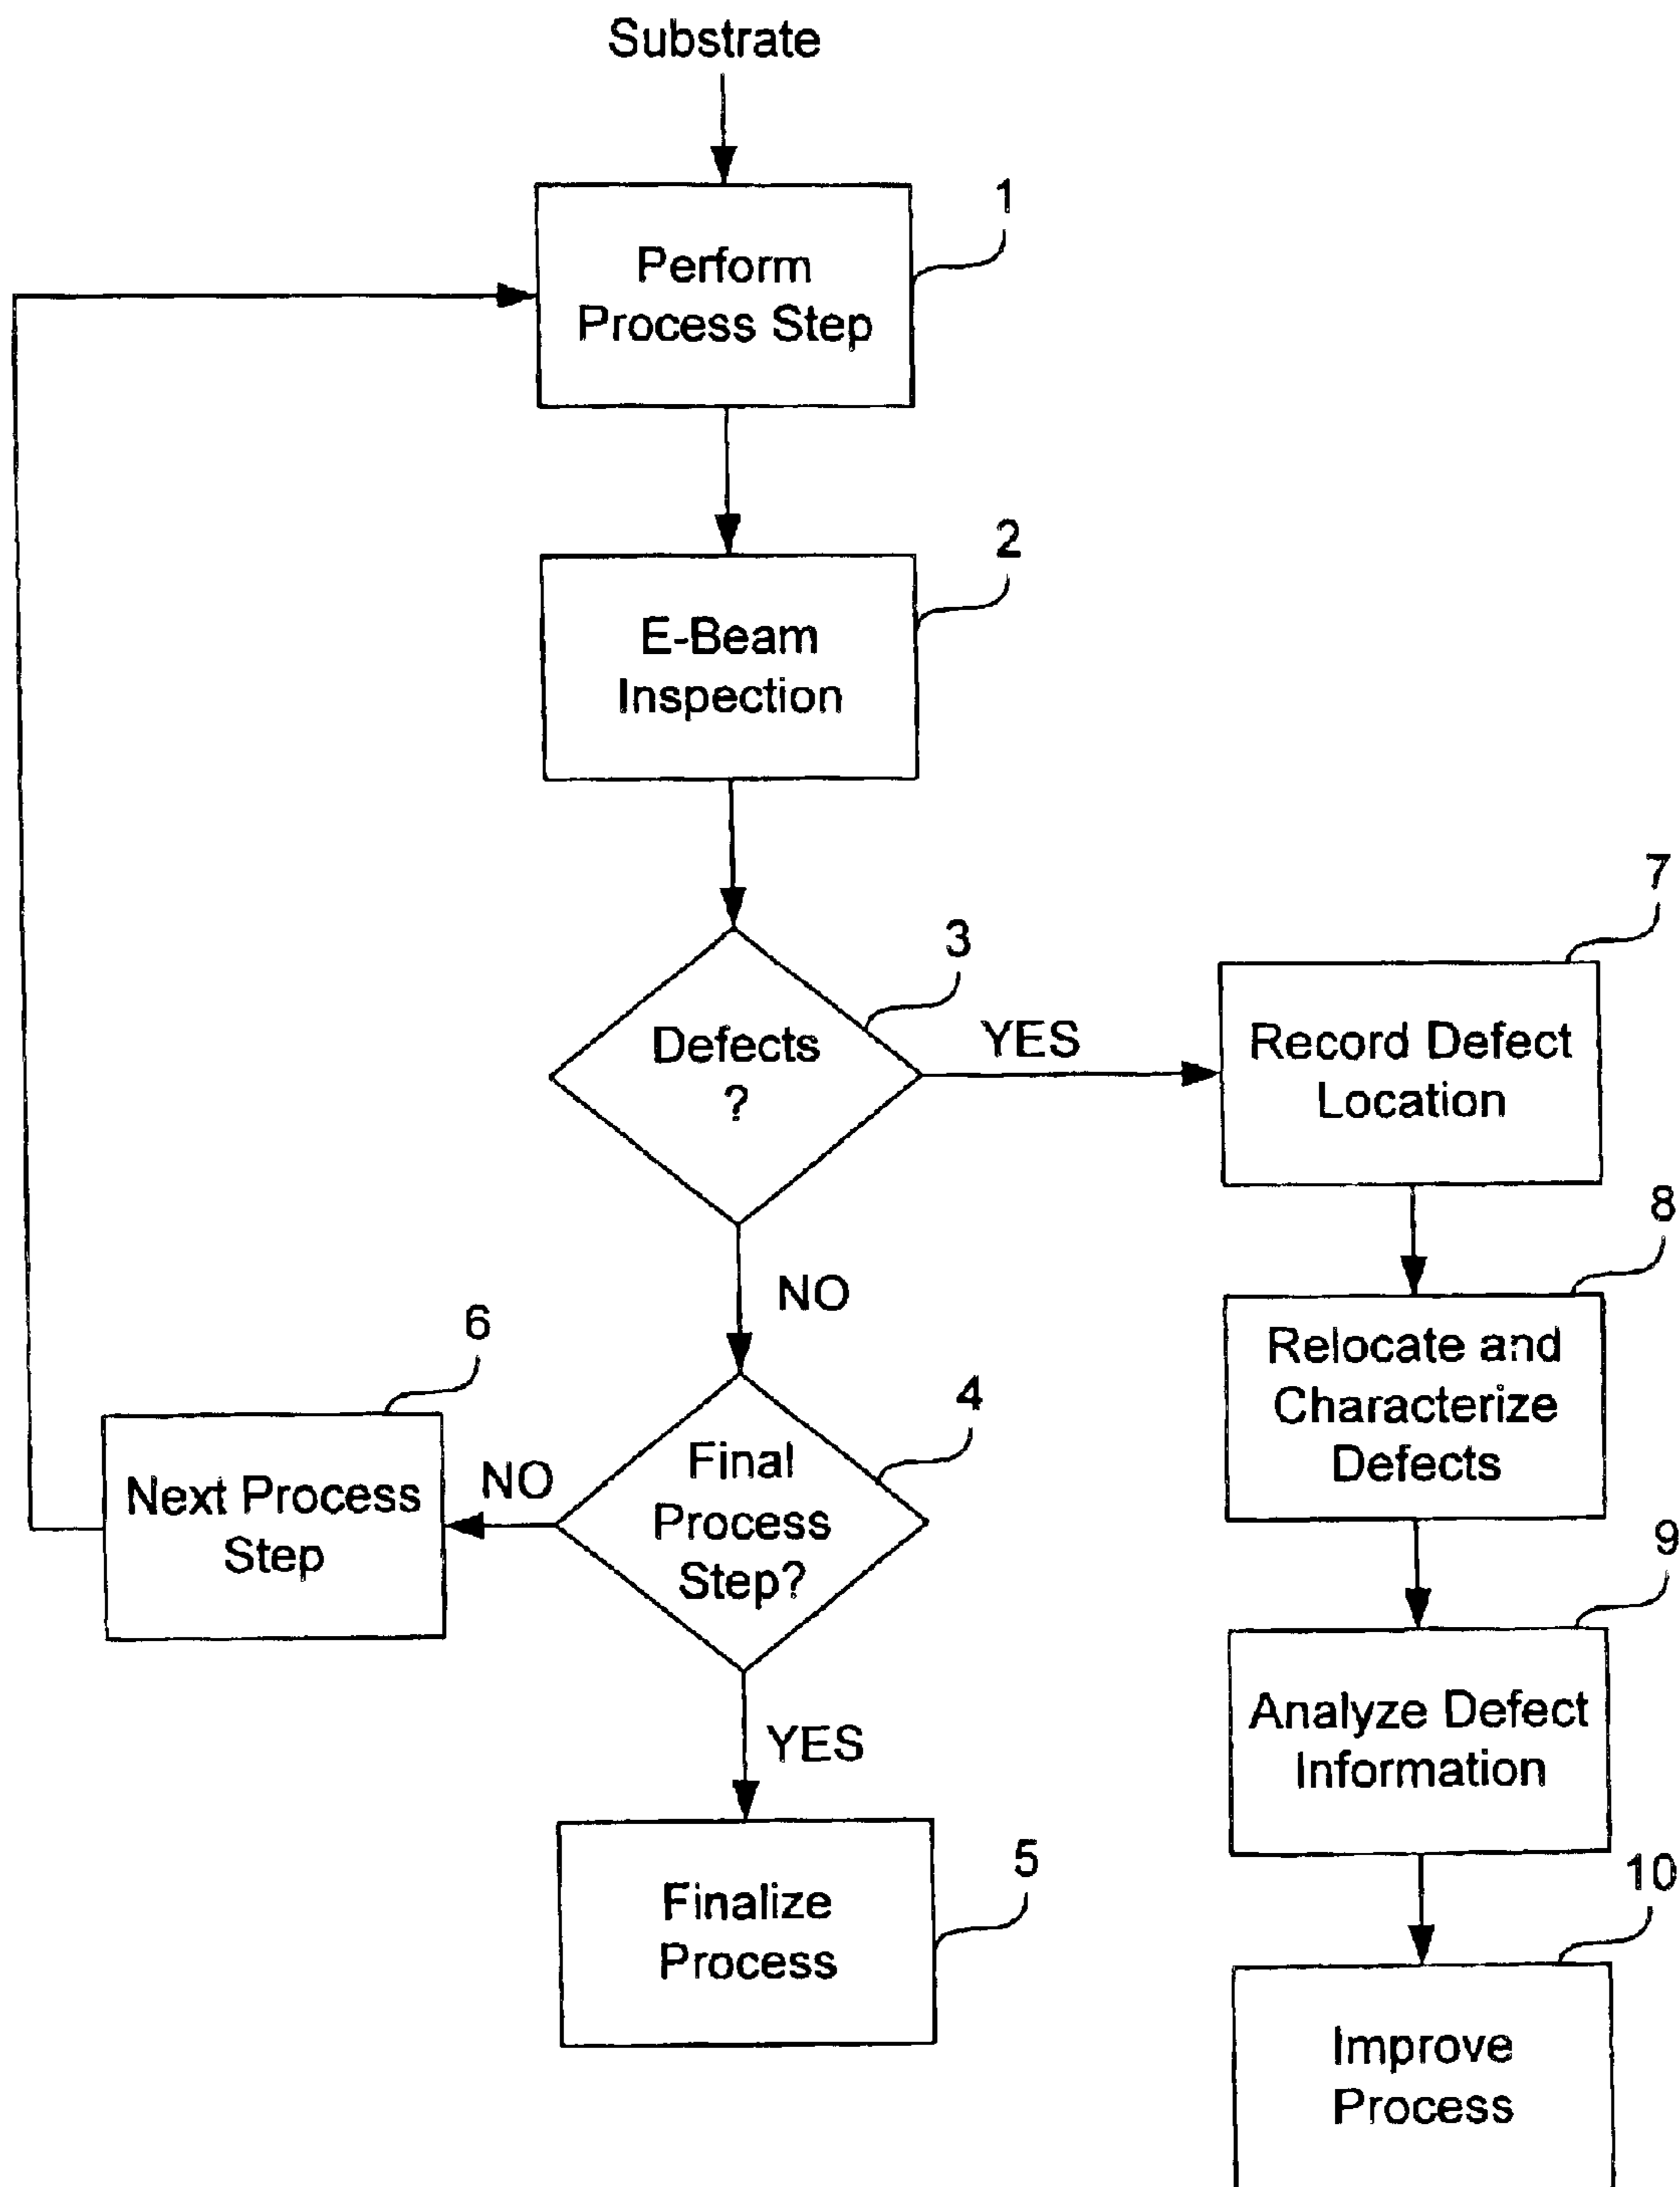 Substrate
1
Perform
Process Step
2
E-Beam
Inspection
3
Defects
?
YES
7
Record Defect
Location
NO
8
Relocate and
Characterize
Defects
6
Next Process
Step
NO
4
Final
Process
Step?
9
Analyze Defect
Information
YES
5
Finalize
Process
10
Improve
Process